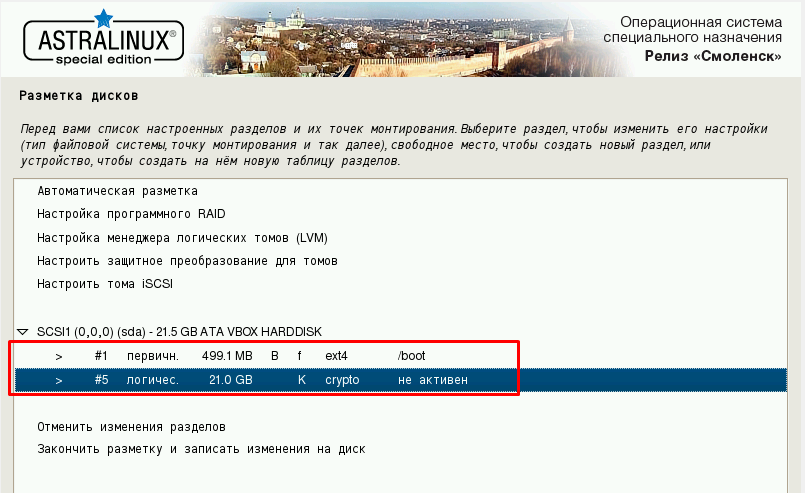 ASTRALINUX®
special edition
Операционная система
специального назначения
Релиз «Смоленск»
Разметка дисков
Перед вами список настроенных разделов и их точек монтирования. Выберите раздел, чтобы изменить его настройки
(тип файловой системы, точку монтирования и так далее), свободное место, чтобы создать новый раздел, или
устройство, чтобы создать на нём новую таблицу разделов.
Автоматическая разметка
Настройка программного RAID
Настройка менеджера логических томов (LVM)
Настроить защитное преобразование для томов
Настроить тома iSCSI
SCSI1 (0,0,0) (sda) - 21.5 GB ATA VBOX HARDDISK
> #1 первичн. 499.1 MB B f ext4 /boot
> #5 логичес. 21.0 GB K crypto не активен
Отменить изменения разделов
Закончить разметку и записать изменения на диск